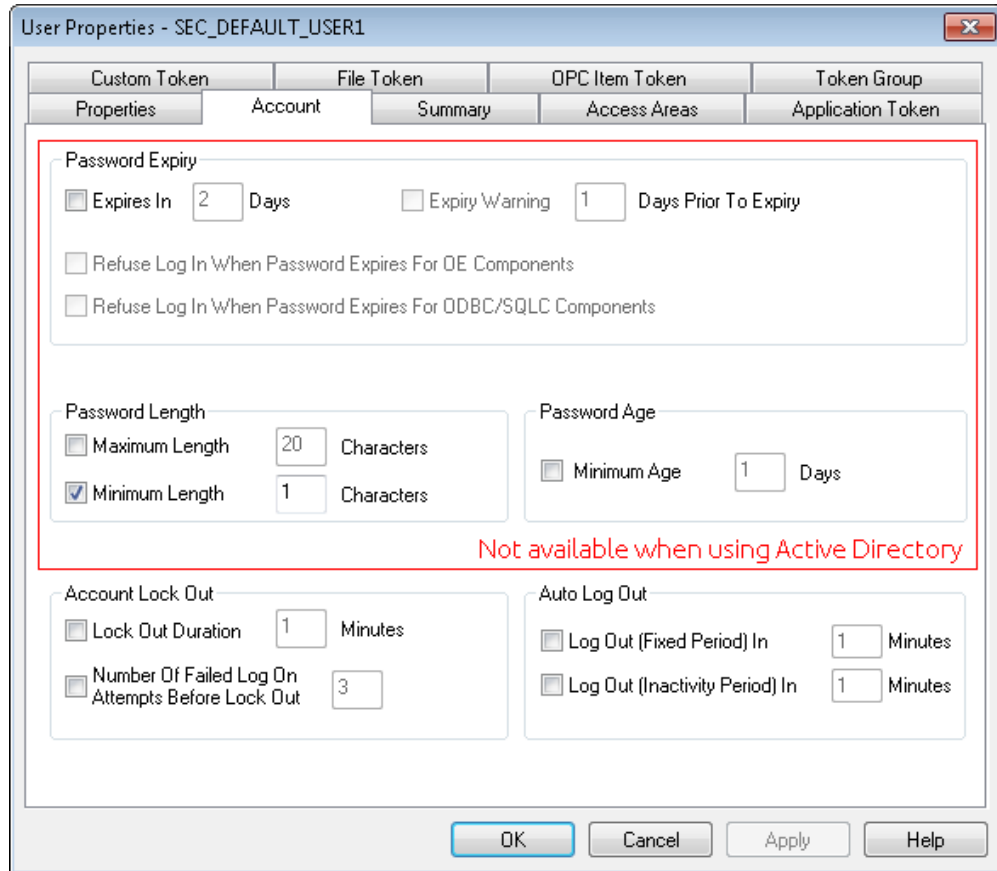 User Properties - SEC_DEFAULT_USER1
Custom Token File Token OPC Item Token Token Group
Properties Account Summary Access Areas Application Token
Password Expiry
Expires In 2 Days Expiry Warning 1 Days Prior To Expiry
Refuse Log In When Password Expires For OE Components
Refuse Log In When Password Expires For ODBC/SQLC Components
Password Length
Maximum Length 20 Characters
Minimum Length 1 Characters
Password Age
Minimum Age 1 Days
Not available when using Active Directory
Account Lock Out
Lock Out Duration 1 Minutes
Number Of Failed Log On
Attempts Before Lock Out 3
Auto Log Out
Log Out (Fixed Period) In 1 Minutes
Log Out (Inactivity Period) In 1 Minutes
OK Cancel Apply Help